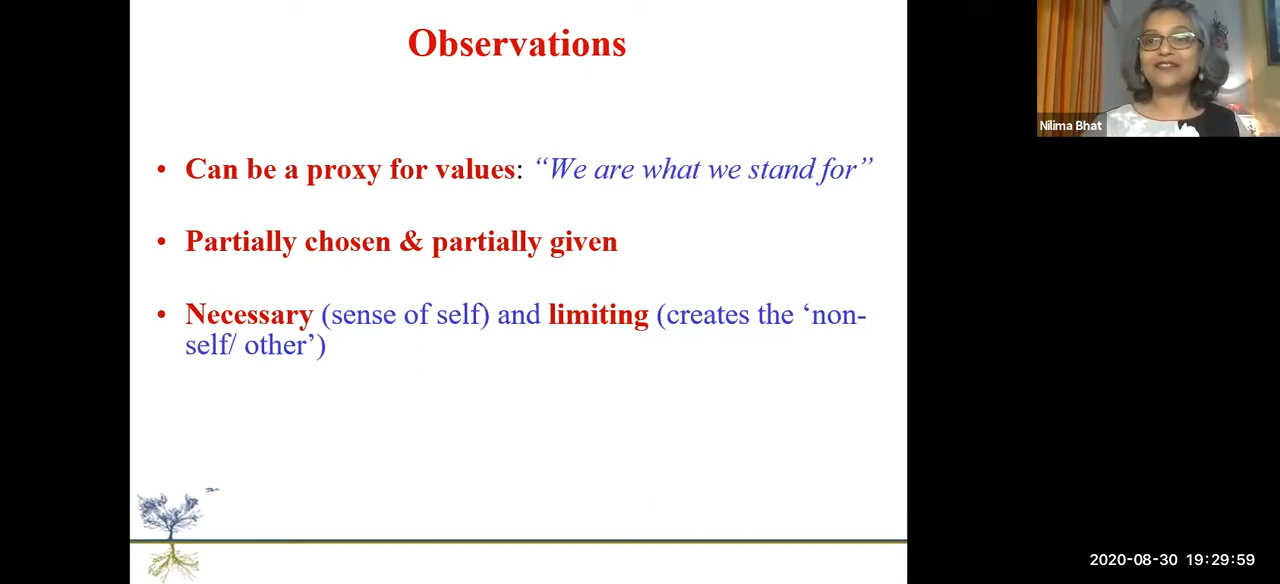 Observations
• Can be a proxy for values: “We are what we stand for”
• Partially chosen & partially given
• Necessary (sense of self) and limiting (creates the ‘non-
self/ other’)
Nilima Bhat
2020-08-30 19:29:59